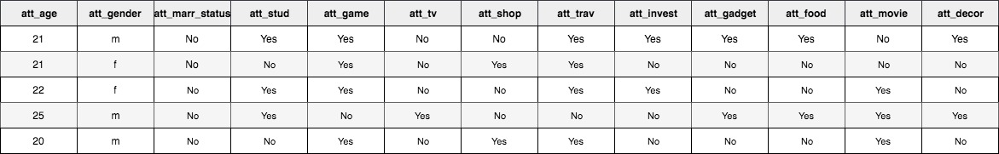 att_age att_gender att_marr_status att_stud att_game att_tv att_shop att_trav att_invest att_gadget att_food att_movie att_decor
21 m No Yes Yes No No Yes Yes Yes Yes No Yes
21 f No No Yes No Yes Yes No No No No No
22 f No Yes Yes No No Yes Yes No No Yes No
25 m No Yes No Yes No No No Yes Yes Yes Yes
20 m No No Yes No Yes Yes No No No Yes No